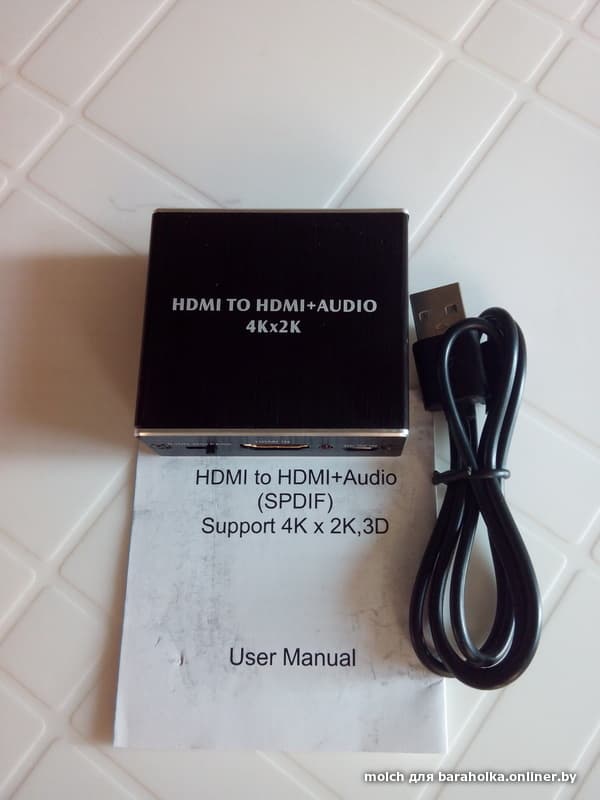 HDMI TO HDMI+AUDIO
4Kx2K
HDMI to HDMI+Audio
(SPDIF)
Support 4K x 2K,3D
User Manual
molch для baraholka.onliner.by